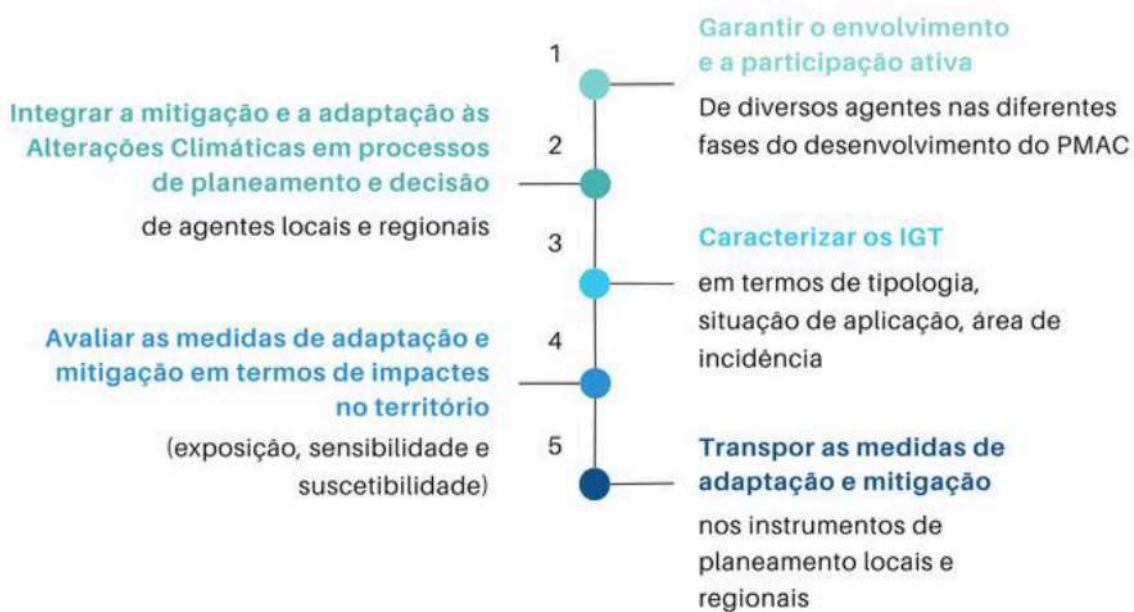 1
Garantir o envolvimento
e a participação ativa
De diversos agentes nas diferentes
fases do desenvolvimento do PMAC
2
Integrar a mitigação e a adaptação às
Alterações Climáticas em processos
de planeamento e decisão
de agentes locais e regionais
3
Caracterizar os IGT
em termos de tipologia,
situação de aplicação, área de
incidência
4
Avaliar as medidas de adaptação e
mitigação em termos de impactes
no território
(exposição, sensibilidade e
suscetibilidade)
5
Transpor as medidas de
adaptação e mitigação
nos instrumentos de
planeamento locais e
regionais